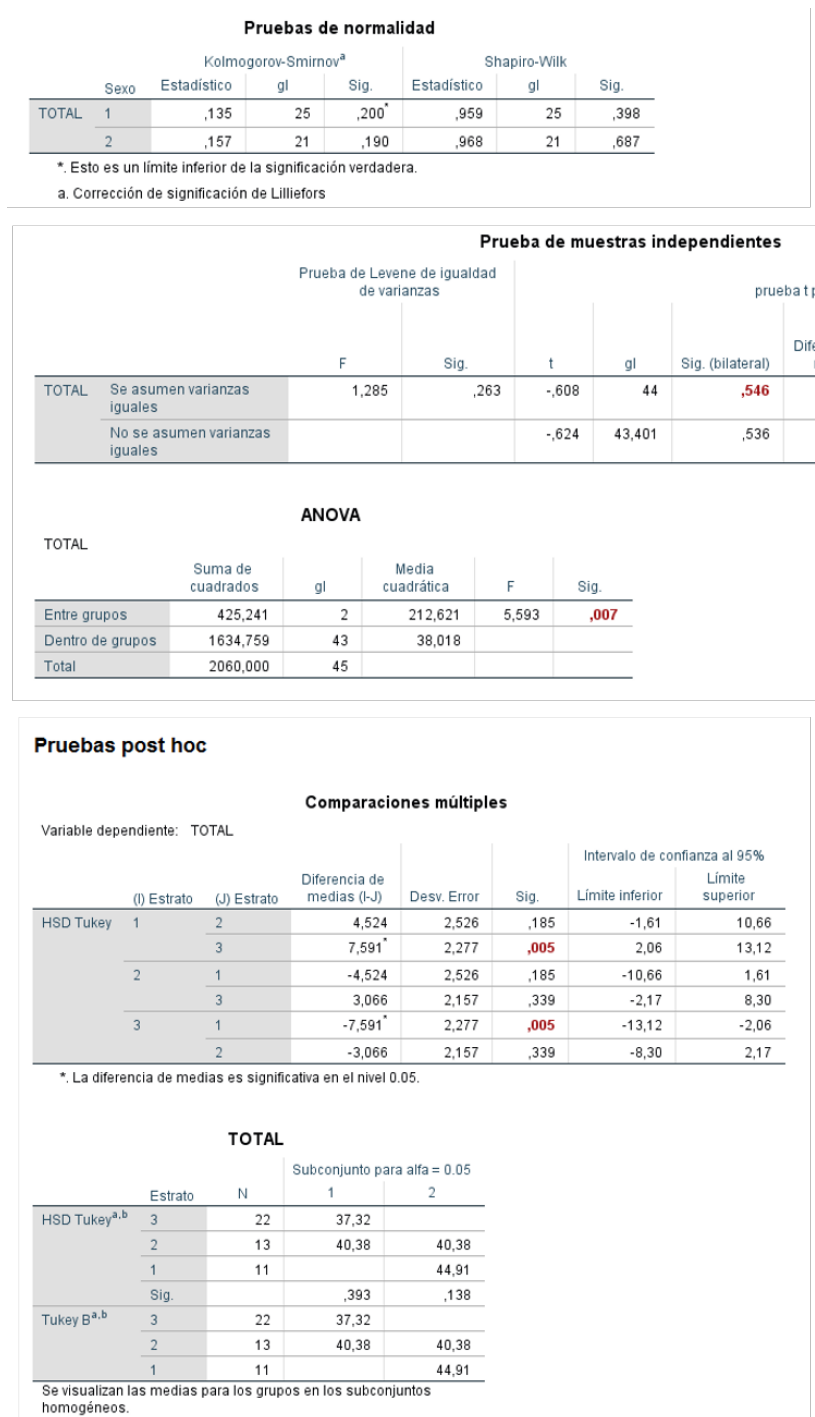 Pruebas de normalidad
Kolmogorov-Smirnovᵃ Shapiro-Wilk
Sexo Estadístico gl Sig. Estadístico gl Sig.
TOTAL 1 ,135 25 ,200* ,959 25 ,398
2 ,157 21 ,190 ,968 21 ,687
*. Esto es un límite inferior de la significación verdadera.
a. Corrección de significación de Lilliefors
Prueba de muestras independientes
Prueba de Levene de igualdad
de varianzas prueba t p
Dife
F Sig. t gl Sig. (bilateral)
TOTAL Se asumen varianzas
iguales 1,285 ,263 -,608 44 ,546
No se asumen varianzas
iguales -,624 43,401 ,536
ANOVA
TOTAL
Suma de
cuadrados gl Media
cuadrática F Sig.
Entre grupos 425,241 2 212,621 5,593 ,007
Dentro de grupos 1634,759 43 38,018
Total 2060,000 45
Pruebas post hoc
Comparaciones múltiples
Variable dependiente: TOTAL
Intervalo de confianza al 95%
(I) Estrato (J) Estrato Diferencia de
medias (I-J) Desv. Error Sig. Límite inferior Límite
superior
HSD Tukey 1 2 4,524 2,526 ,185 -1,61 10,66
3 7,591* 2,277 ,005 2,06 13,12
2 1 -4,524 2,526 ,185 -10,66 1,61
3 3,066 2,157 ,339 -2,17 8,30
3 1 -7,591* 2,277 ,005 -13,12 -2,06
2 -3,066 2,157 ,339 -8,30 2,17
*. La diferencia de medias es significativa en el nivel 0.05.
TOTAL
Subconjunto para alfa = 0.05
Estrato N 1 2
HSD Tukeyᵃ,ᵇ 3 22 37,32
2 13 40,38 40,38
1 11 44,91
Sig. ,393 ,138
Tukey Bᵃ,ᵇ 3 22 37,32
2 13 40,38 40,38
1 11 44,91
Se visualizan las medias para los grupos en los subconjuntos
homogéneos.